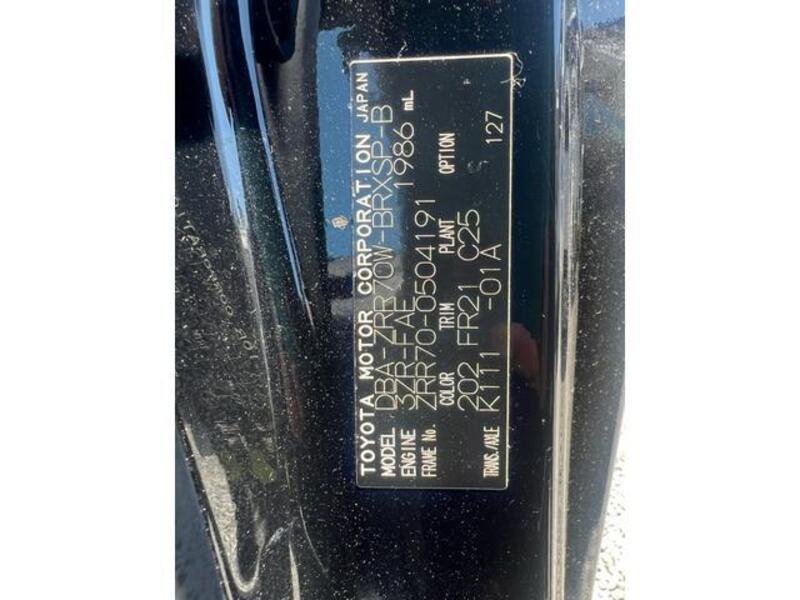 TOYOTA MOTOR CORPORATION JAPAN
MODEL DBA-ZRR70W-BRXSP-B
ENGINE 3ZR-FAE 1986 mL
FRAME No. ZRR70-0504191
COLOR TRIM PLANT OPTION
202 FR21 C25
TRANS./AXLE K111 -01A 127